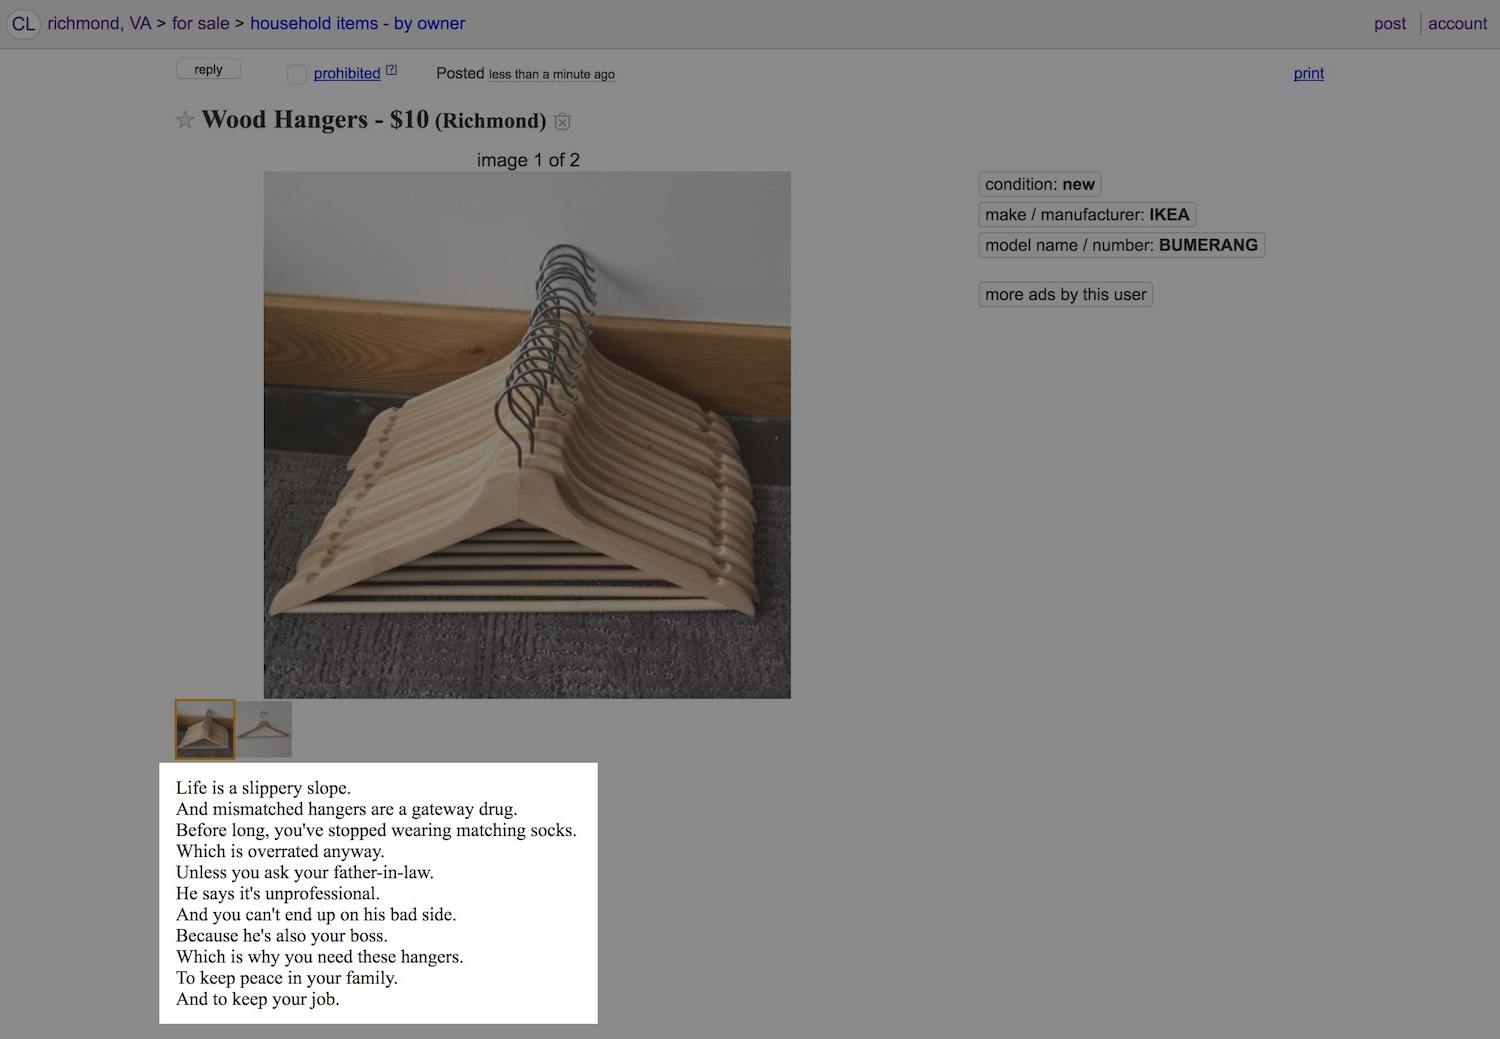 CL richmond, VA > for sale > household items - by owner post account
reply prohibited [?] Posted less than a minute ago print
Wood Hangers - $10 (Richmond)
image 1 of 2
condition: new
make / manufacturer: IKEA
model name / number: BUMERANG
more ads by this user
Life is a slippery slope.
And mismatched hangers are a gateway drug.
Before long, you've stopped wearing matching socks.
Which is overrated anyway.
Unless you ask your father-in-law.
He says it's unprofessional.
And you can't end up on his bad side.
Because he's also your boss.
Which is why you need these hangers.
To keep peace in your family.
And to keep your job.